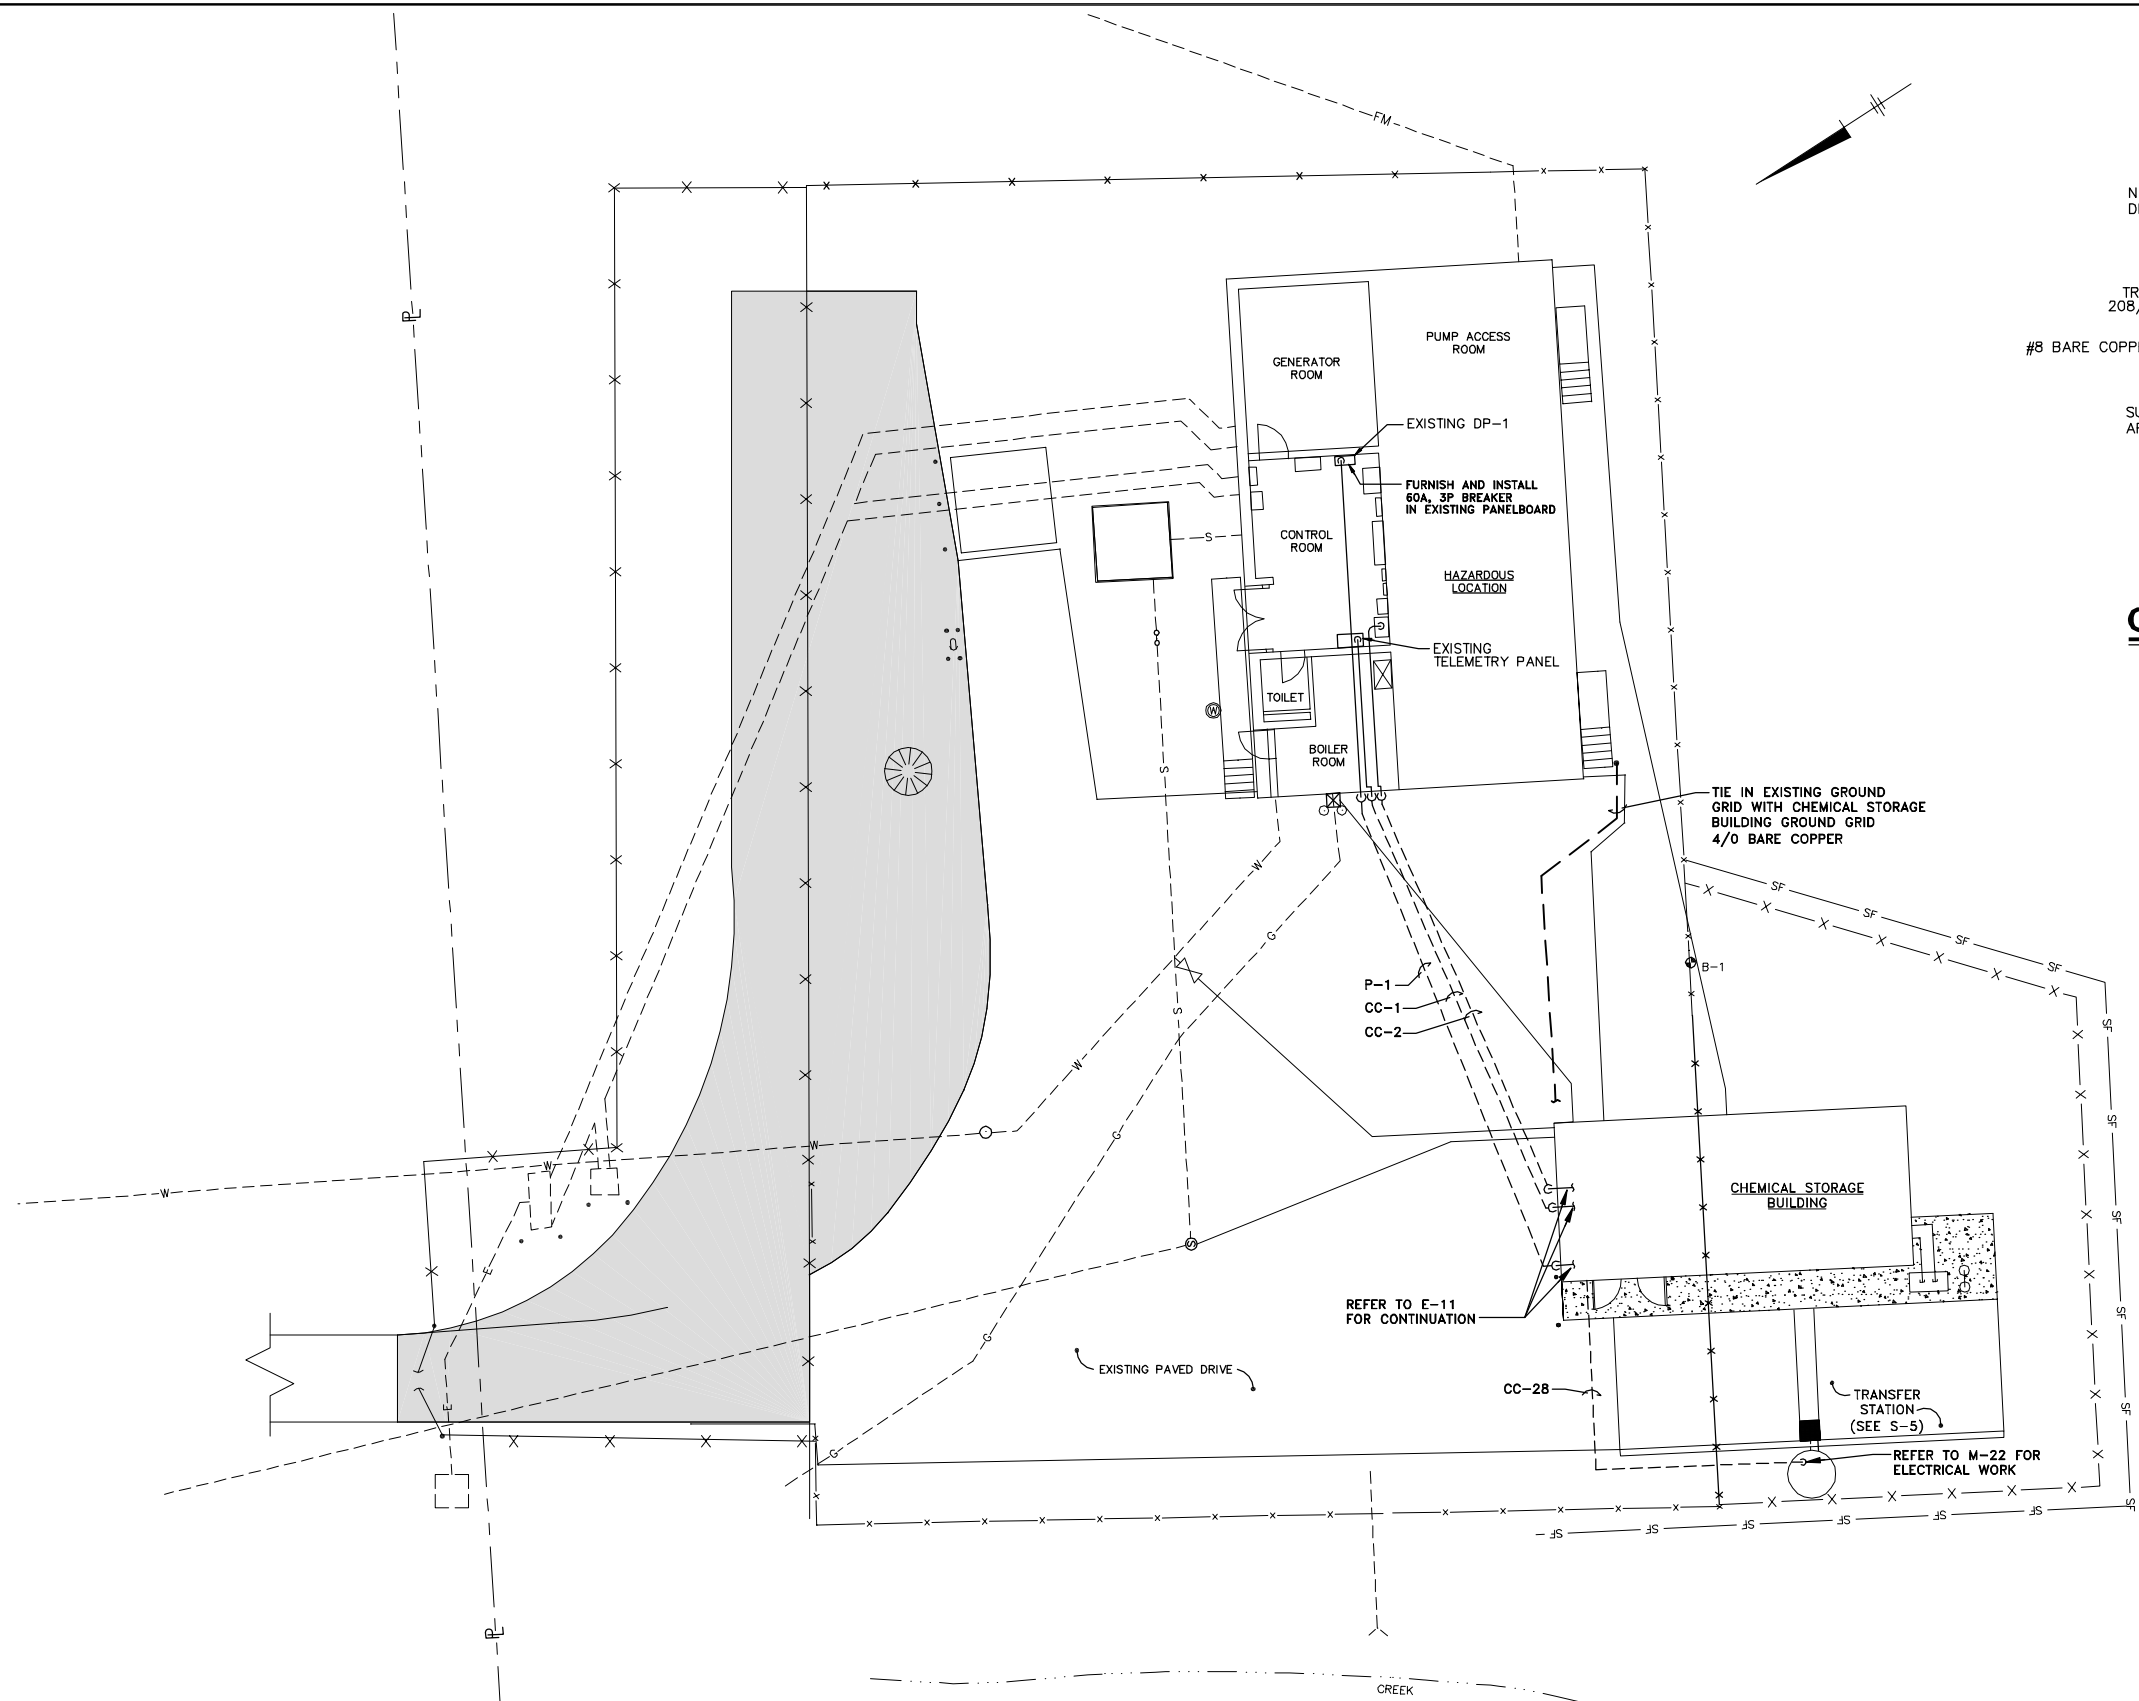 FM
N
TR
208,
#8 BARE COPP
PUMP ACCESS
ROOM
GENERATOR
ROOM
EXISTING DP-1
FURNISH AND INSTALL
60A, 3P BREAKER
IN EXISTING PANELBOARD
CONTROL
ROOM
HAZARDOUS
LOCATION
EXISTING
TELEMETRY PANEL
TOILET
BOILER
ROOM
TIE IN EXISTING GROUND
GRID WITH CHEMICAL STORAGE
BUILDING GROUND GRID
4/0 BARE COPPER
B-1
P-1
CC-1
CC-2
CHEMICAL STORAGE
BUILDING
REFER TO E-11
FOR CONTINUATION
EXISTING PAVED DRIVE
CC-28
TRANSFER
STATION
(SEE S-5)
REFER TO M-22 FOR
ELECTRICAL WORK
CREEK